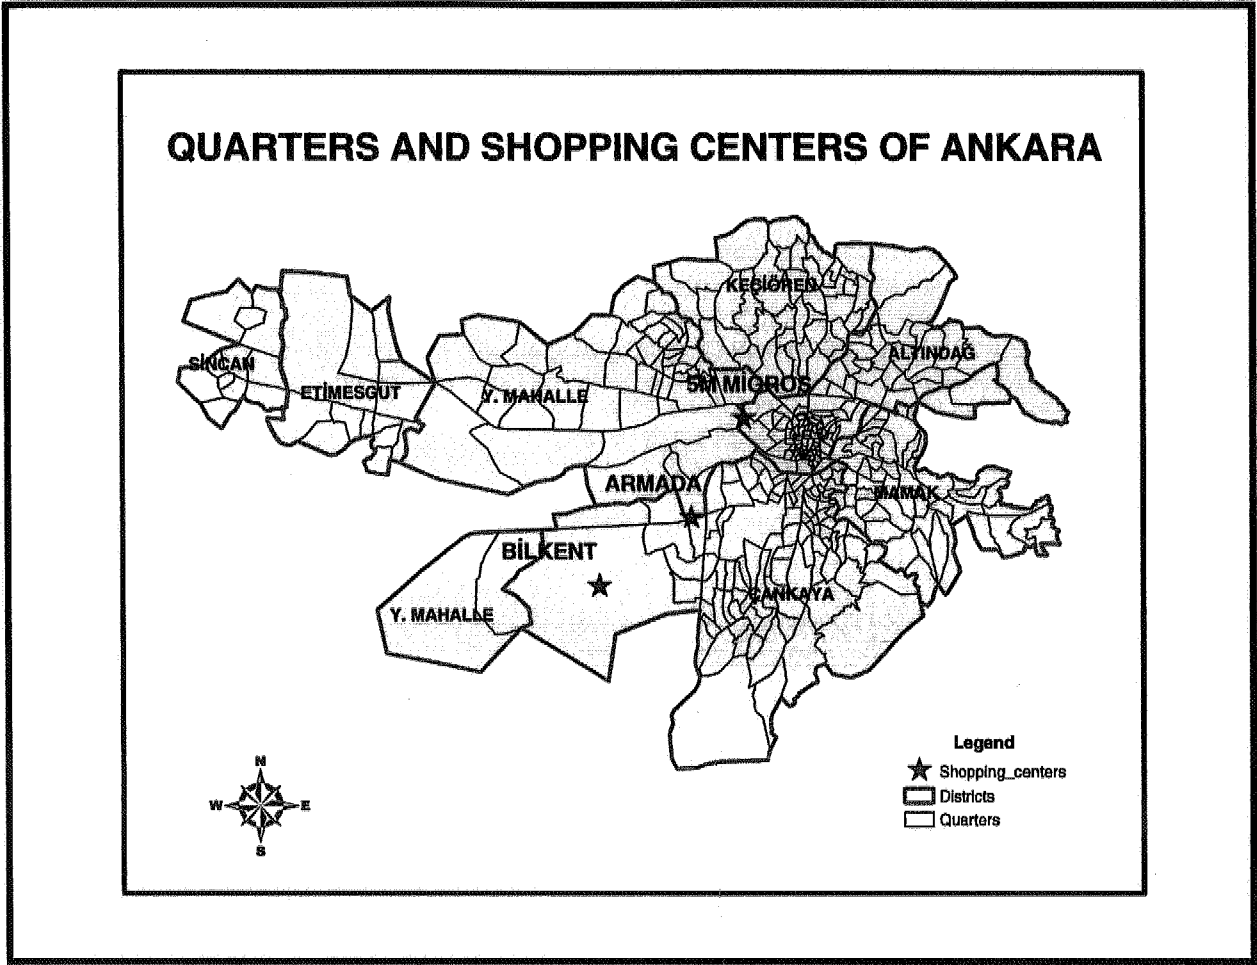 QUARTERS AND SHOPPING CENTERS OF ANKARA
KEÇİÖREN
ALTINDAĞ
SİNCAN
ETİMESGUT
Y. MAHALLE
5M MİGROS
ARMADA
MAMAK
BİLKENT
ÇANKAYA
Y. MAHALLE
Legend
Shopping_centers
Districts
Quarters
N
W
E
S